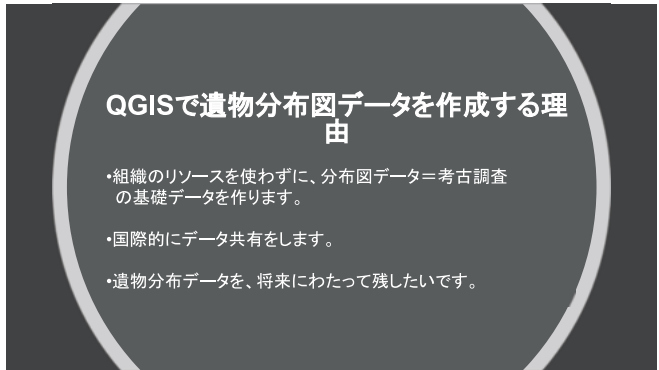 QGISで遺物分布図データを作成する理
由
•組織のリソースを使わずに、分布図データ＝考古調査
の基礎データを作ります。
•国際的にデータ共有をします。
•遺物分布データを、将来にわたって残したいです。